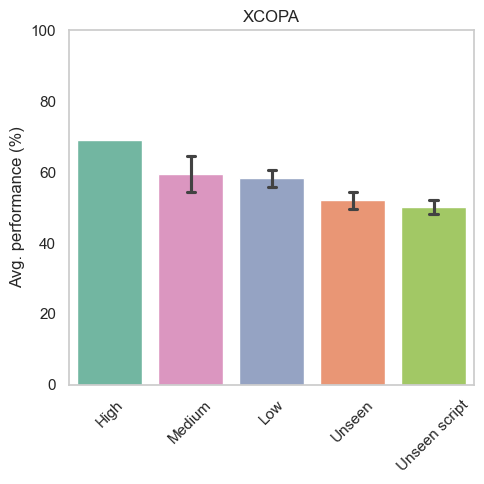 XCOPA
Avg. performance (%)
100
80
60
40
20
0
High
Medium
Low
Unseen
Unseen script